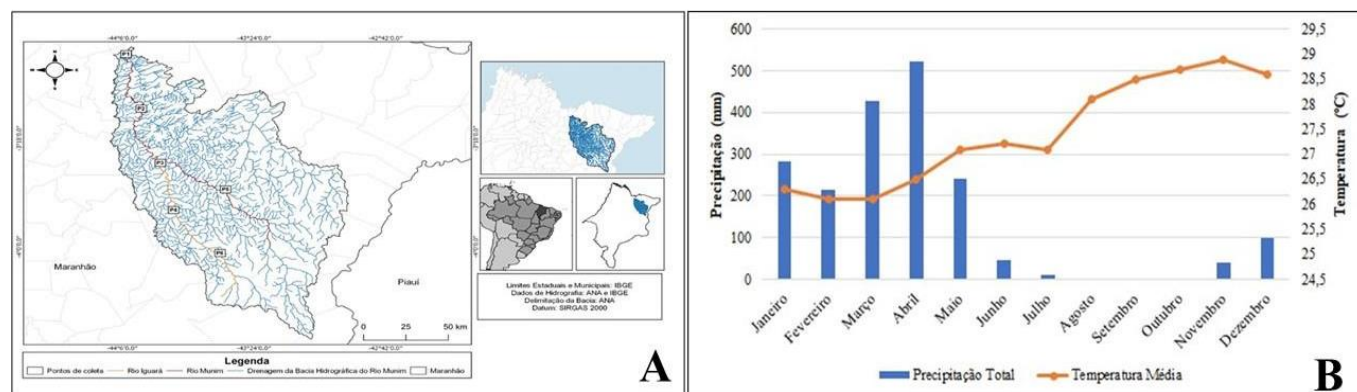 -44°6'0.0"
-43°24'0.0"
-42°42'0.0"
P1
P2
P3
P5
P4
P6
Maranhão
Piauí
0 25 50 km
-44°6'0.0"
-43°24'0.0"
-42°42'0.0"
Limites Estaduais e Municipais: IBGE
Dados de Hidrografia: ANA e IBGE
Delimitação da Bacia: ANA
Datum: SIRGAS 2000
Legenda
Pontos de coleta
Rio Iguará
Rio Munim
Drenagem da Bacia Hidrográfica do Rio Munim
Maranhão
A
Precipitação (mm)
600
500
400
300
200
100
0
29,5
29
28,5
28
27,5
27
26,5
26
25,5
25
24,5
Temperatura (°C)
Janeiro
Fevereiro
Março
Abril
Maio
Junho
Julho
Agosto
Setembro
Outubro
Novembro
Dezembro
Precipitação Total
Temperatura Média
B